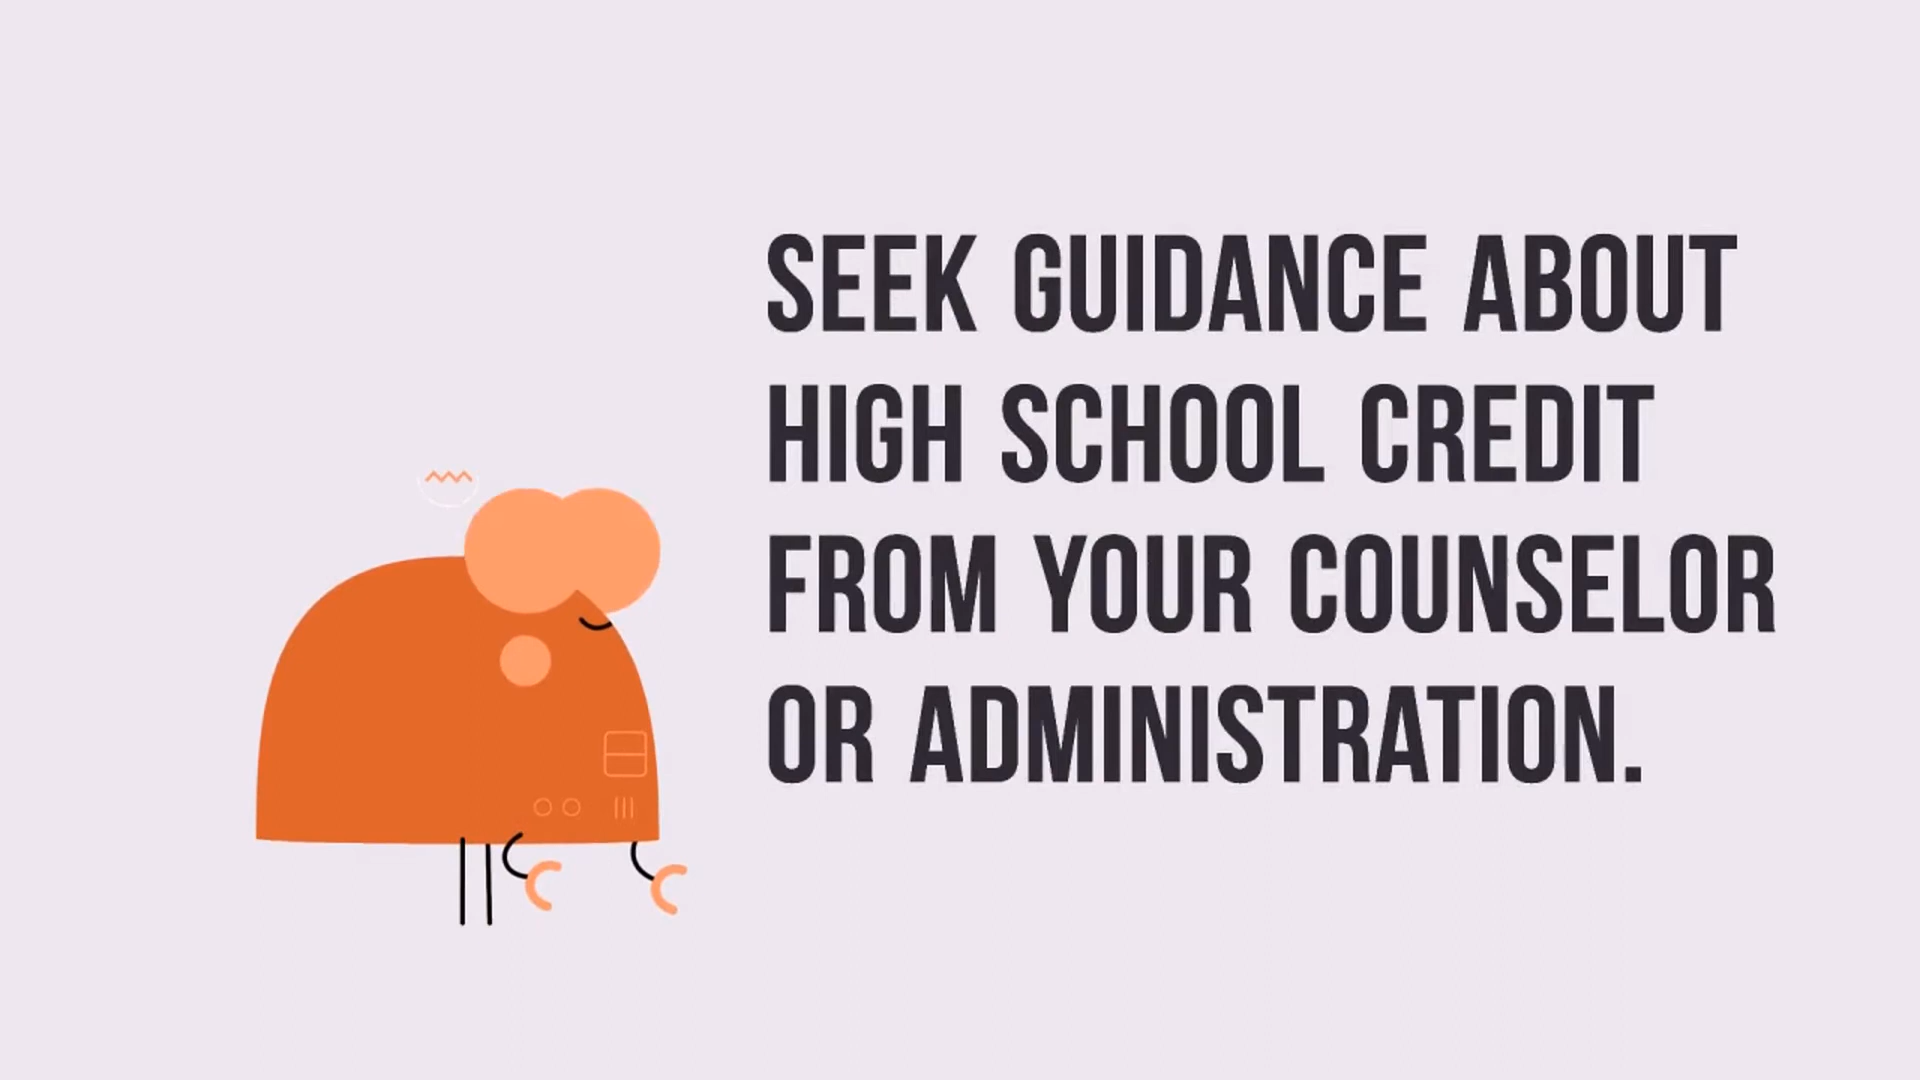 SEEK GUIDANCE ABOUT
HIGH SCHOOL CREDIT
FROM YOUR COUNSELOR
OR ADMINISTRATION.